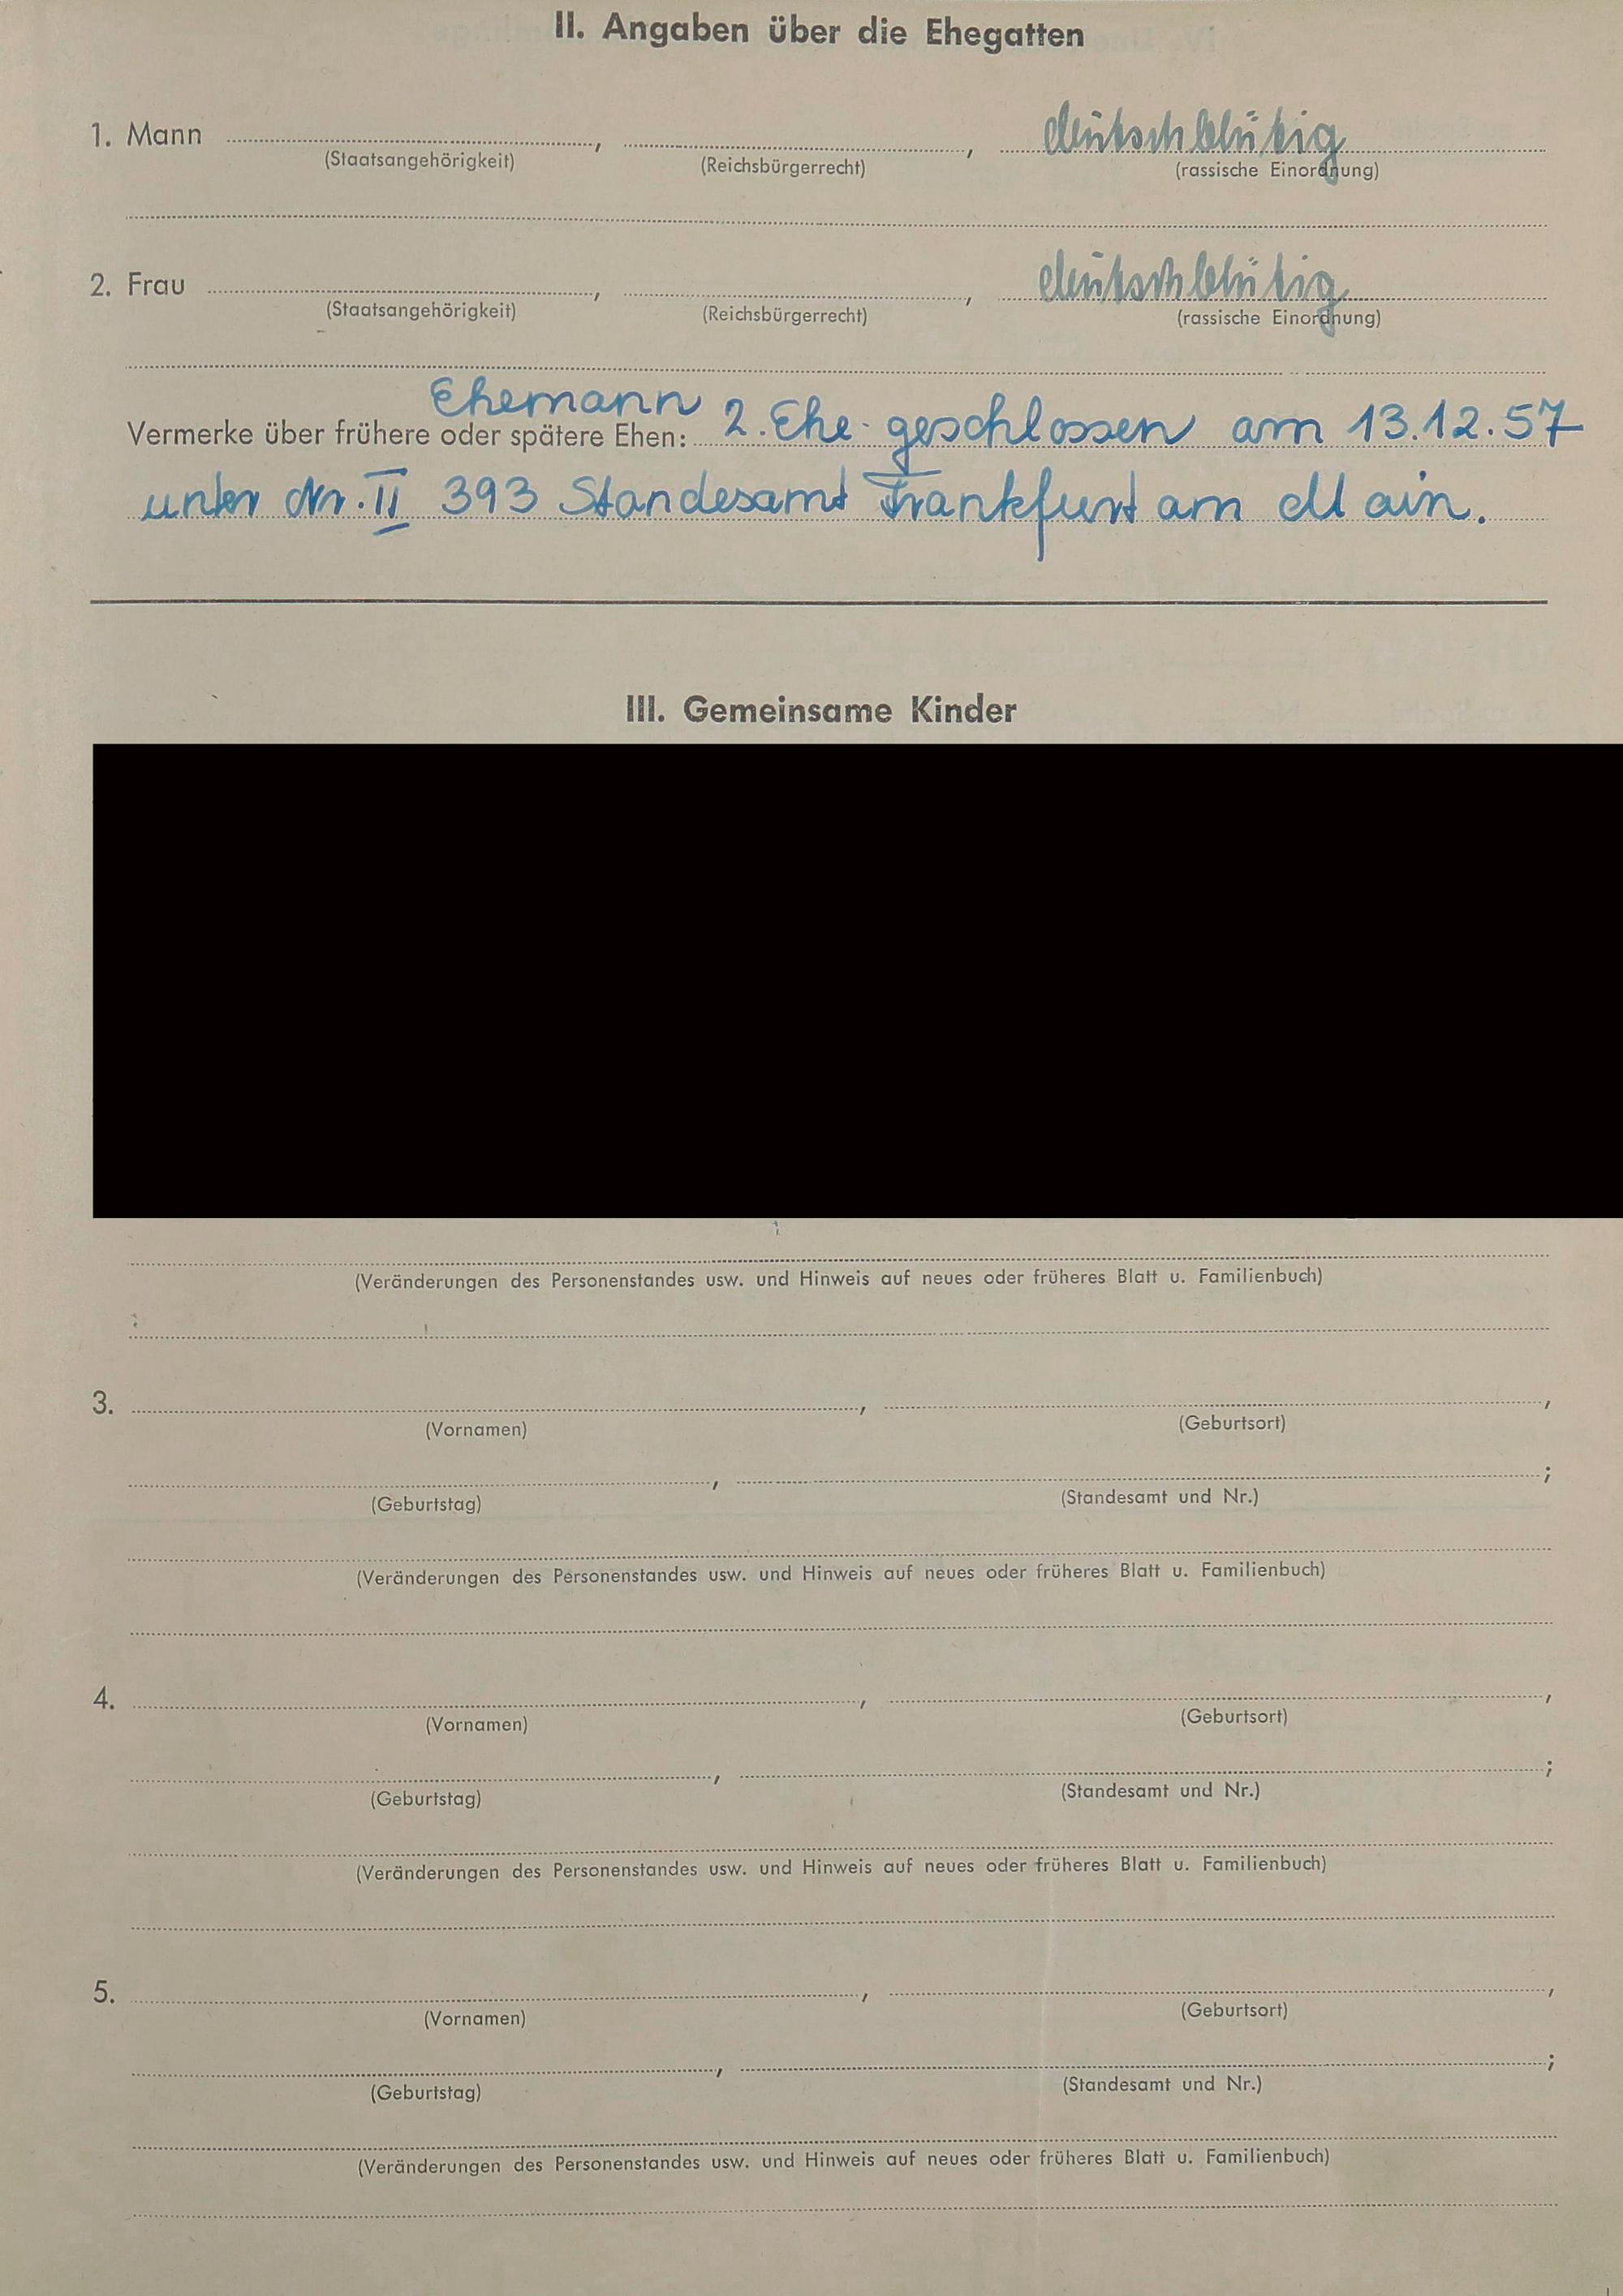 II. Angaben über die Ehegatten
1. Mann , , deutschblütig
(Staatsangehörigkeit) (Reichsbürgerrecht) (rassische Einordnung)
2. Frau , , deutschblütig
(Staatsangehörigkeit) (Reichsbürgerrecht) (rassische Einordnung)
Ehemann
Vermerke über frühere oder spätere Ehen: 2. Ehe geschlossen am 13.12.57
unter Nr. II 393 Standesamt Frankfurt am Main.
III. Gemeinsame Kinder
(Veränderungen des Personenstandes usw. und Hinweis auf neues oder früheres Blatt u. Familienbuch)
3. , ,
(Vornamen) (Geburtsort)
, ;
(Geburtstag) (Standesamt und Nr.)
(Veränderungen des Personenstandes usw. und Hinweis auf neues oder früheres Blatt u. Familienbuch)
4. , ,
(Vornamen) (Geburtsort)
, ;
(Geburtstag) (Standesamt und Nr.)
(Veränderungen des Personenstandes usw. und Hinweis auf neues oder früheres Blatt u. Familienbuch)
5. , ,
(Vornamen) (Geburtsort)
, ;
(Geburtstag) (Standesamt und Nr.)
(Veränderungen des Personenstandes usw. und Hinweis auf neues oder früheres Blatt u. Familienbuch)